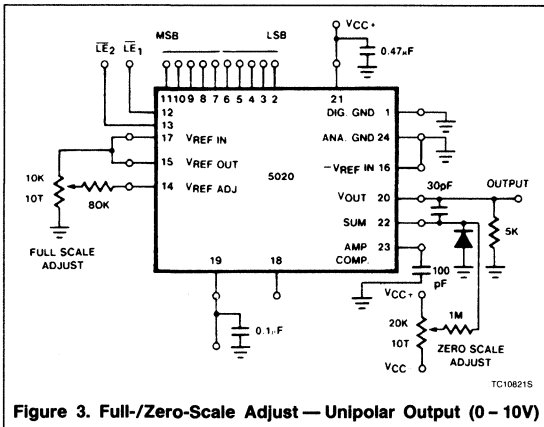 VCC+
LE2 LE1 MSB LSB
0.47µF
11 10 9 8 7 6 5 4 3 2 21
12 DIG. GND 1
13
17 VREF IN ANA. GND 24
15 VREF OUT 5020 −VREF IN 16
10K
10T
80K
14 VREF ADJ
VOUT 20
30pF
OUTPUT
SUM 22
5K
FULL SCALE
ADJUST
AMP
COMP.
23
19 18
100
pF
0.1µF
VCC+
20K
10T
1M
ZERO SCALE
ADJUST
VCC-
TC10821S
Figure 3. Full-/Zero-Scale Adjust — Unipolar Output (0 – 10V)